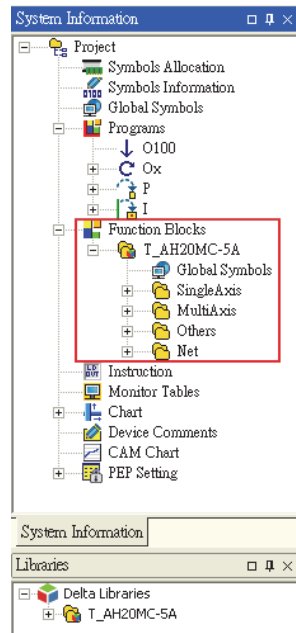 System Information
Project
Symbols Allocation
Symbols Information
Global Symbols
Programs
O100
Ox
P
I
Function Blocks
T_AH20MC-5A
Global Symbols
SingleAxis
MultiAxis
Others
Net
Instruction
Monitor Tables
Chart
Device Comments
CAM Chart
PEP Setting
System Information
Libraries
Delta Libraries
T_AH20MC-5A